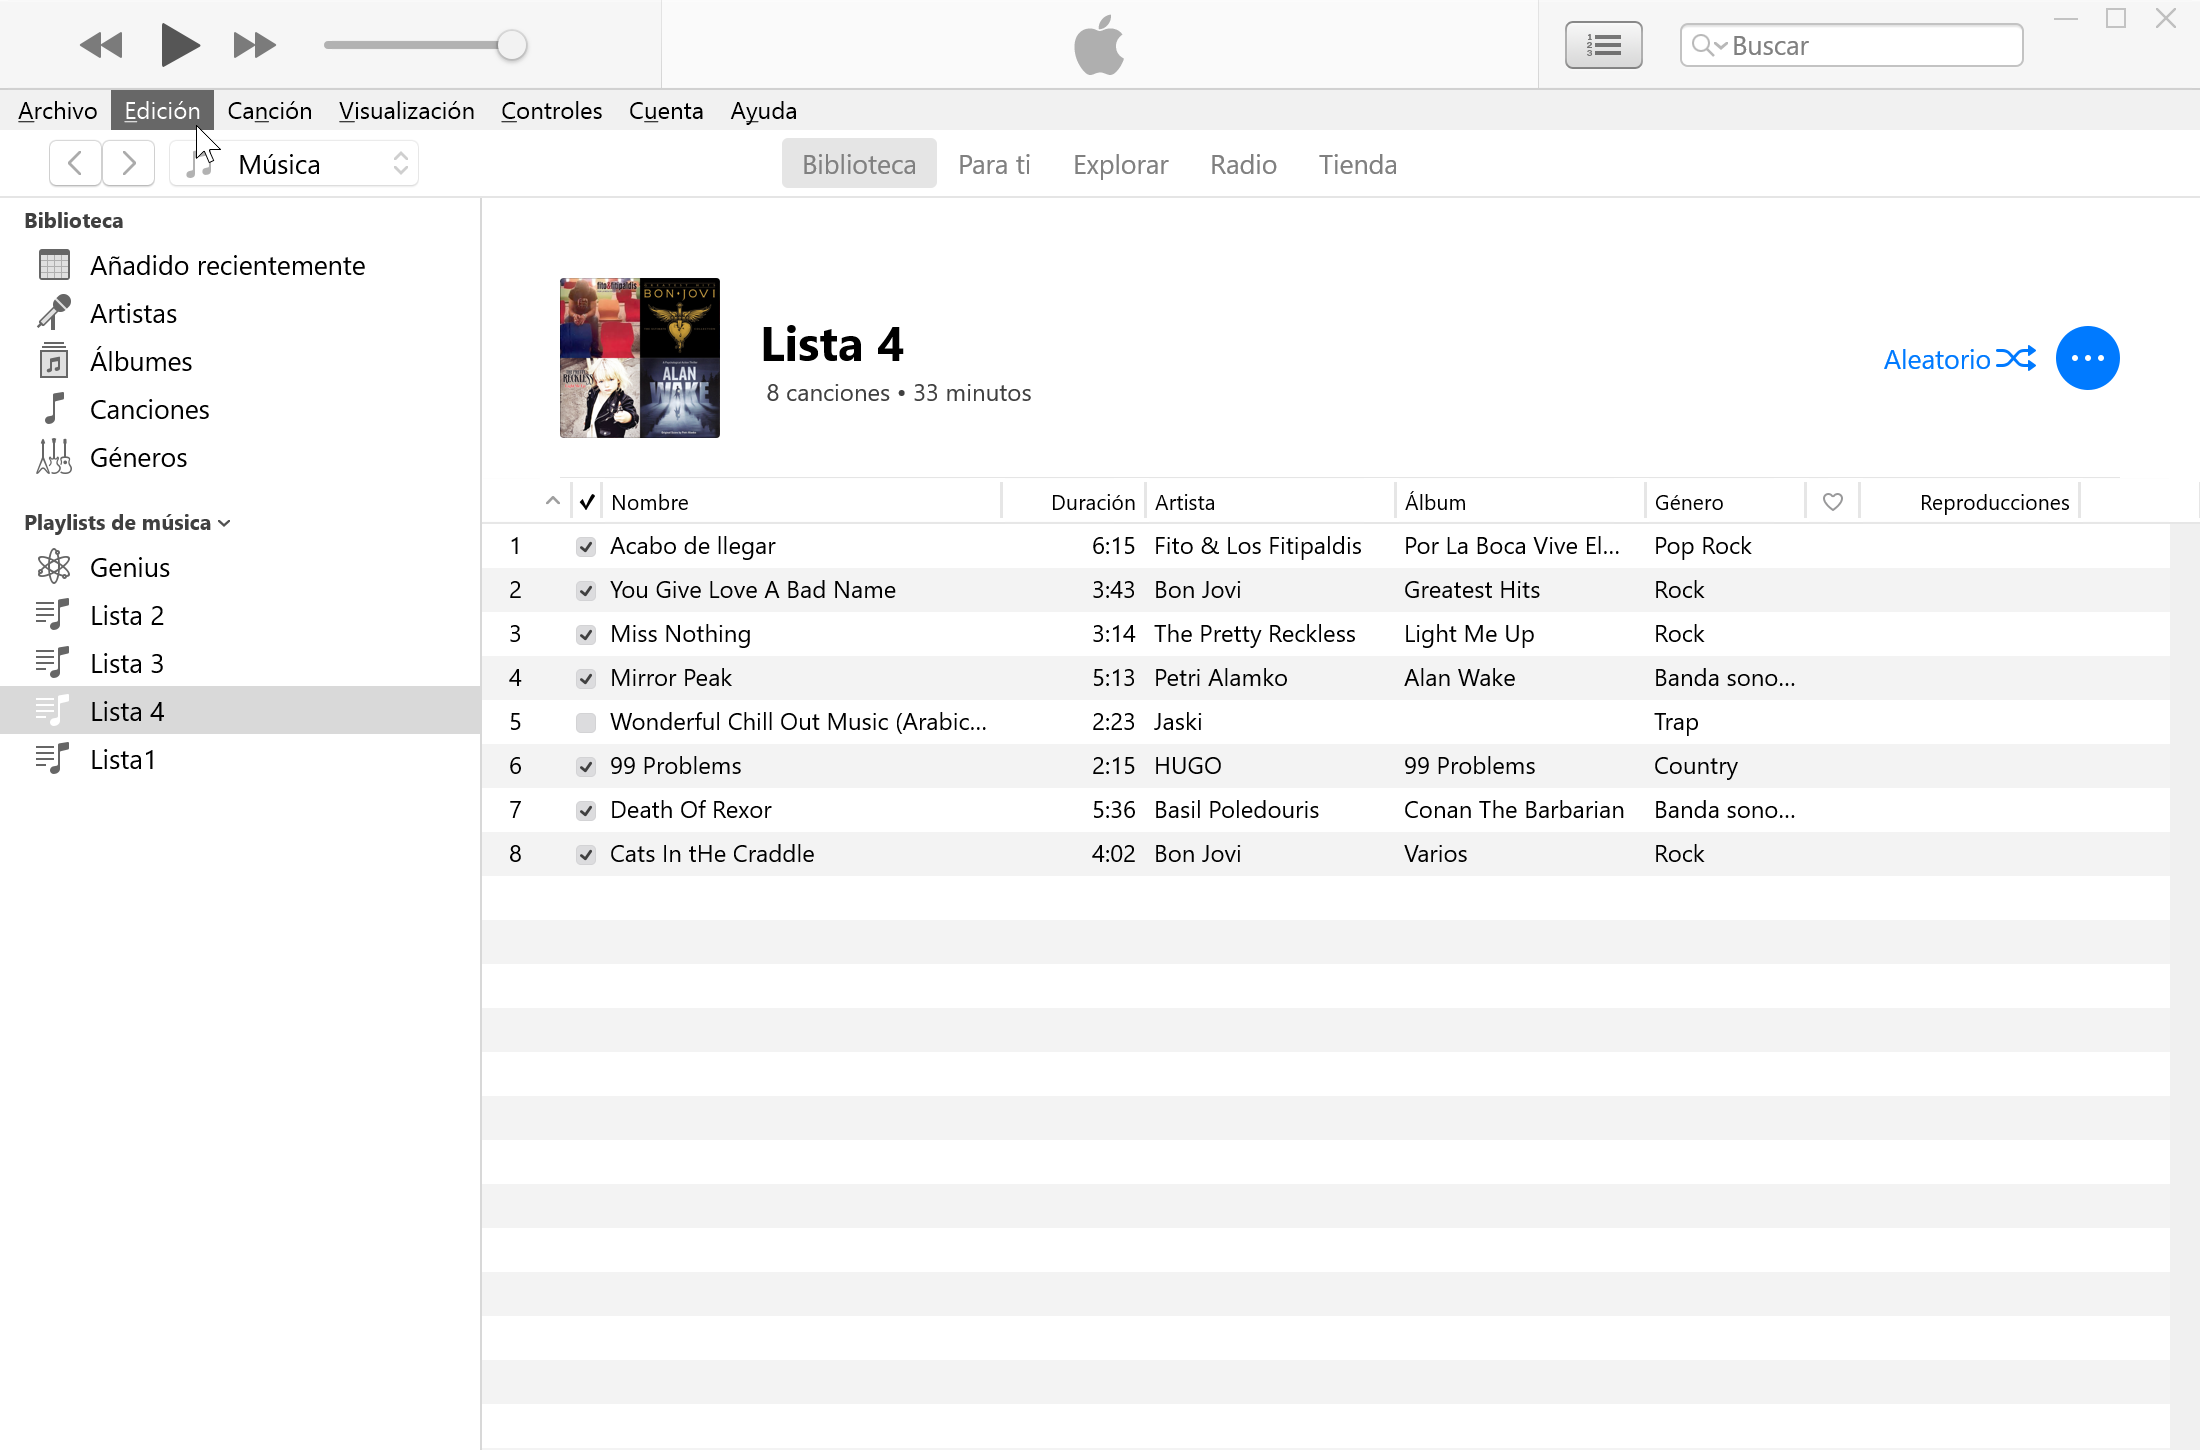 Buscar
Archivo Edición Canción Visualización Controles Cuenta Ayuda
Música
Biblioteca Para ti Explorar Radio Tienda
Biblioteca
Añadido recientemente
Artistas
Álbumes
Canciones
Géneros
Playlists de música
Genius
Lista 2
Lista 3
Lista 4
Lista1
fito&fitipaldis
BON•JOVI
RECKLESS
ALAN
WAKE
Lista 4
8 canciones • 33 minutos
Aleatorio
Nombre Duración Artista Álbum Género Reproducciones
1 Acabo de llegar 6:15 Fito & Los Fitipaldis Por La Boca Vive El... Pop Rock
2 You Give Love A Bad Name 3:43 Bon Jovi Greatest Hits Rock
3 Miss Nothing 3:14 The Pretty Reckless Light Me Up Rock
4 Mirror Peak 5:13 Petri Alamko Alan Wake Banda sono...
5 Wonderful Chill Out Music (Arabic... 2:23 Jaski Trap
6 99 Problems 2:15 HUGO 99 Problems Country
7 Death Of Rexor 5:36 Basil Poledouris Conan The Barbarian Banda sono...
8 Cats In tHe Craddle 4:02 Bon Jovi Varios Rock